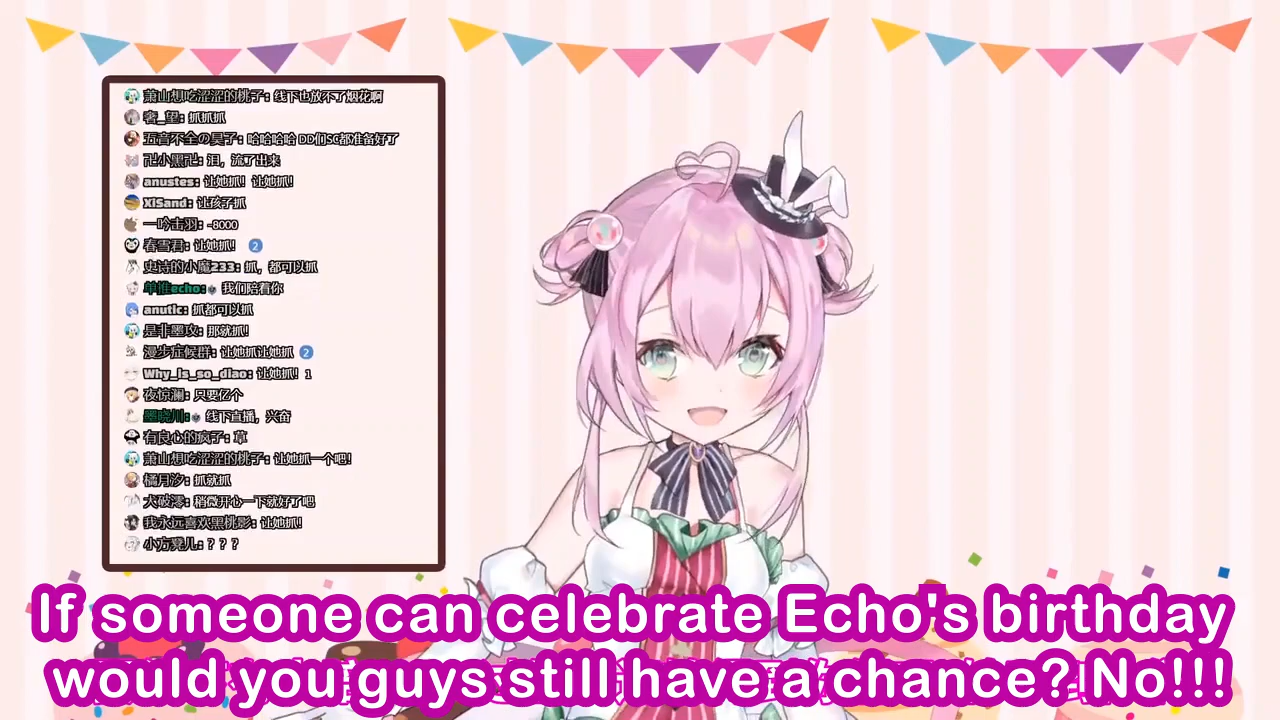 萧山想吃涩涩的桃子: 线下也放不了烟花啊
奢_望: 抓抓抓
五音不全の昊子: 哈哈哈哈 DD们SC都准备好了
卍小黑卍: 泪，流了出来
anustes: 让她抓！让她抓！
XiSand: 让孩子抓
一吟击羽: -8000
春雪君: 让她抓！ 2
史诗的小魔233: 抓，都可以抓
单推echo: 我们陪着你
anutic: 抓都可以抓
是非墨攻: 那就抓！
漫步症候群: 让她抓让她抓 2
Why_is_so_diao: 让她抓！1
夜惊澜: 只要亿个
墨晓川: 线下直播，兴奋
有良心的疯子: 草
萧山想吃涩涩的桃子: 让她抓一个吧！
橘月汐: 抓就抓
犬破澪: 稍微开心一下就好了吧
我永远喜欢黑桃影: 让她抓！
小方凳儿: ？？？
If someone can celebrate Echo's birthday
would you guys still have a chance? No!!!